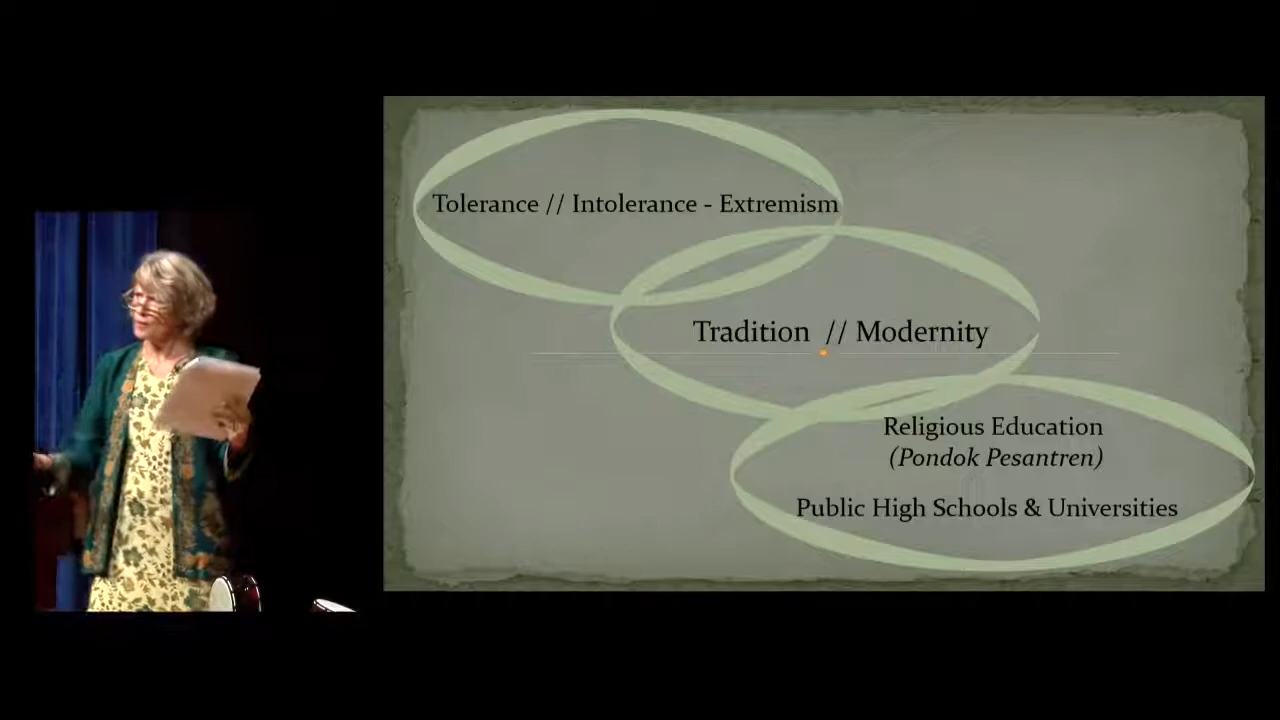 Tolerance // Intolerance - Extremism
Tradition // Modernity
Religious Education
(Pondok Pesantren)
Public High Schools & Universities